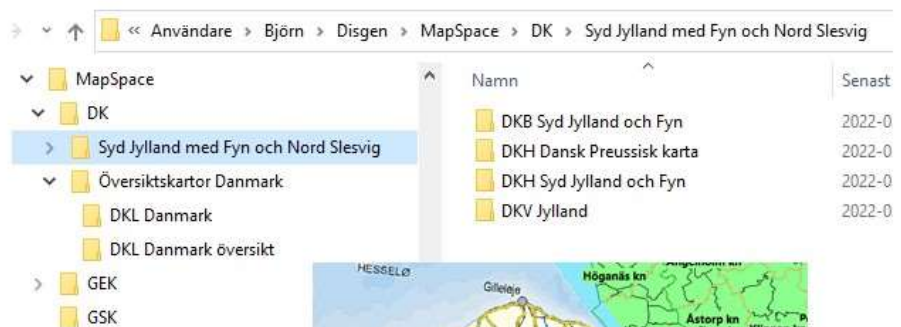 « Användare > Björn > Disgen > MapSpace > DK > Syd Jylland med Fyn och Nord Slesvig
MapSpace
DK
Syd Jylland med Fyn och Nord Slesvig
Översiktskartor Danmark
DKL Danmark
DKL Danmark översikt
GEK
GSK
Namn Senast
DKB Syd Jylland och Fyn 2022-0
DKH Dansk Preussisk karta 2022-0
DKH Syd Jylland och Fyn 2022-0
DKV Jylland 2022-0
HESSELØ
Gilleleje
Höganäs kn
Ängelholm kn
Åstorp kn